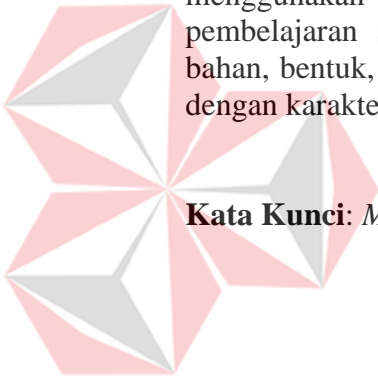 menggunakan
pembelajaran
bahan, bentuk,
dengan karakte
Kata Kunci: M